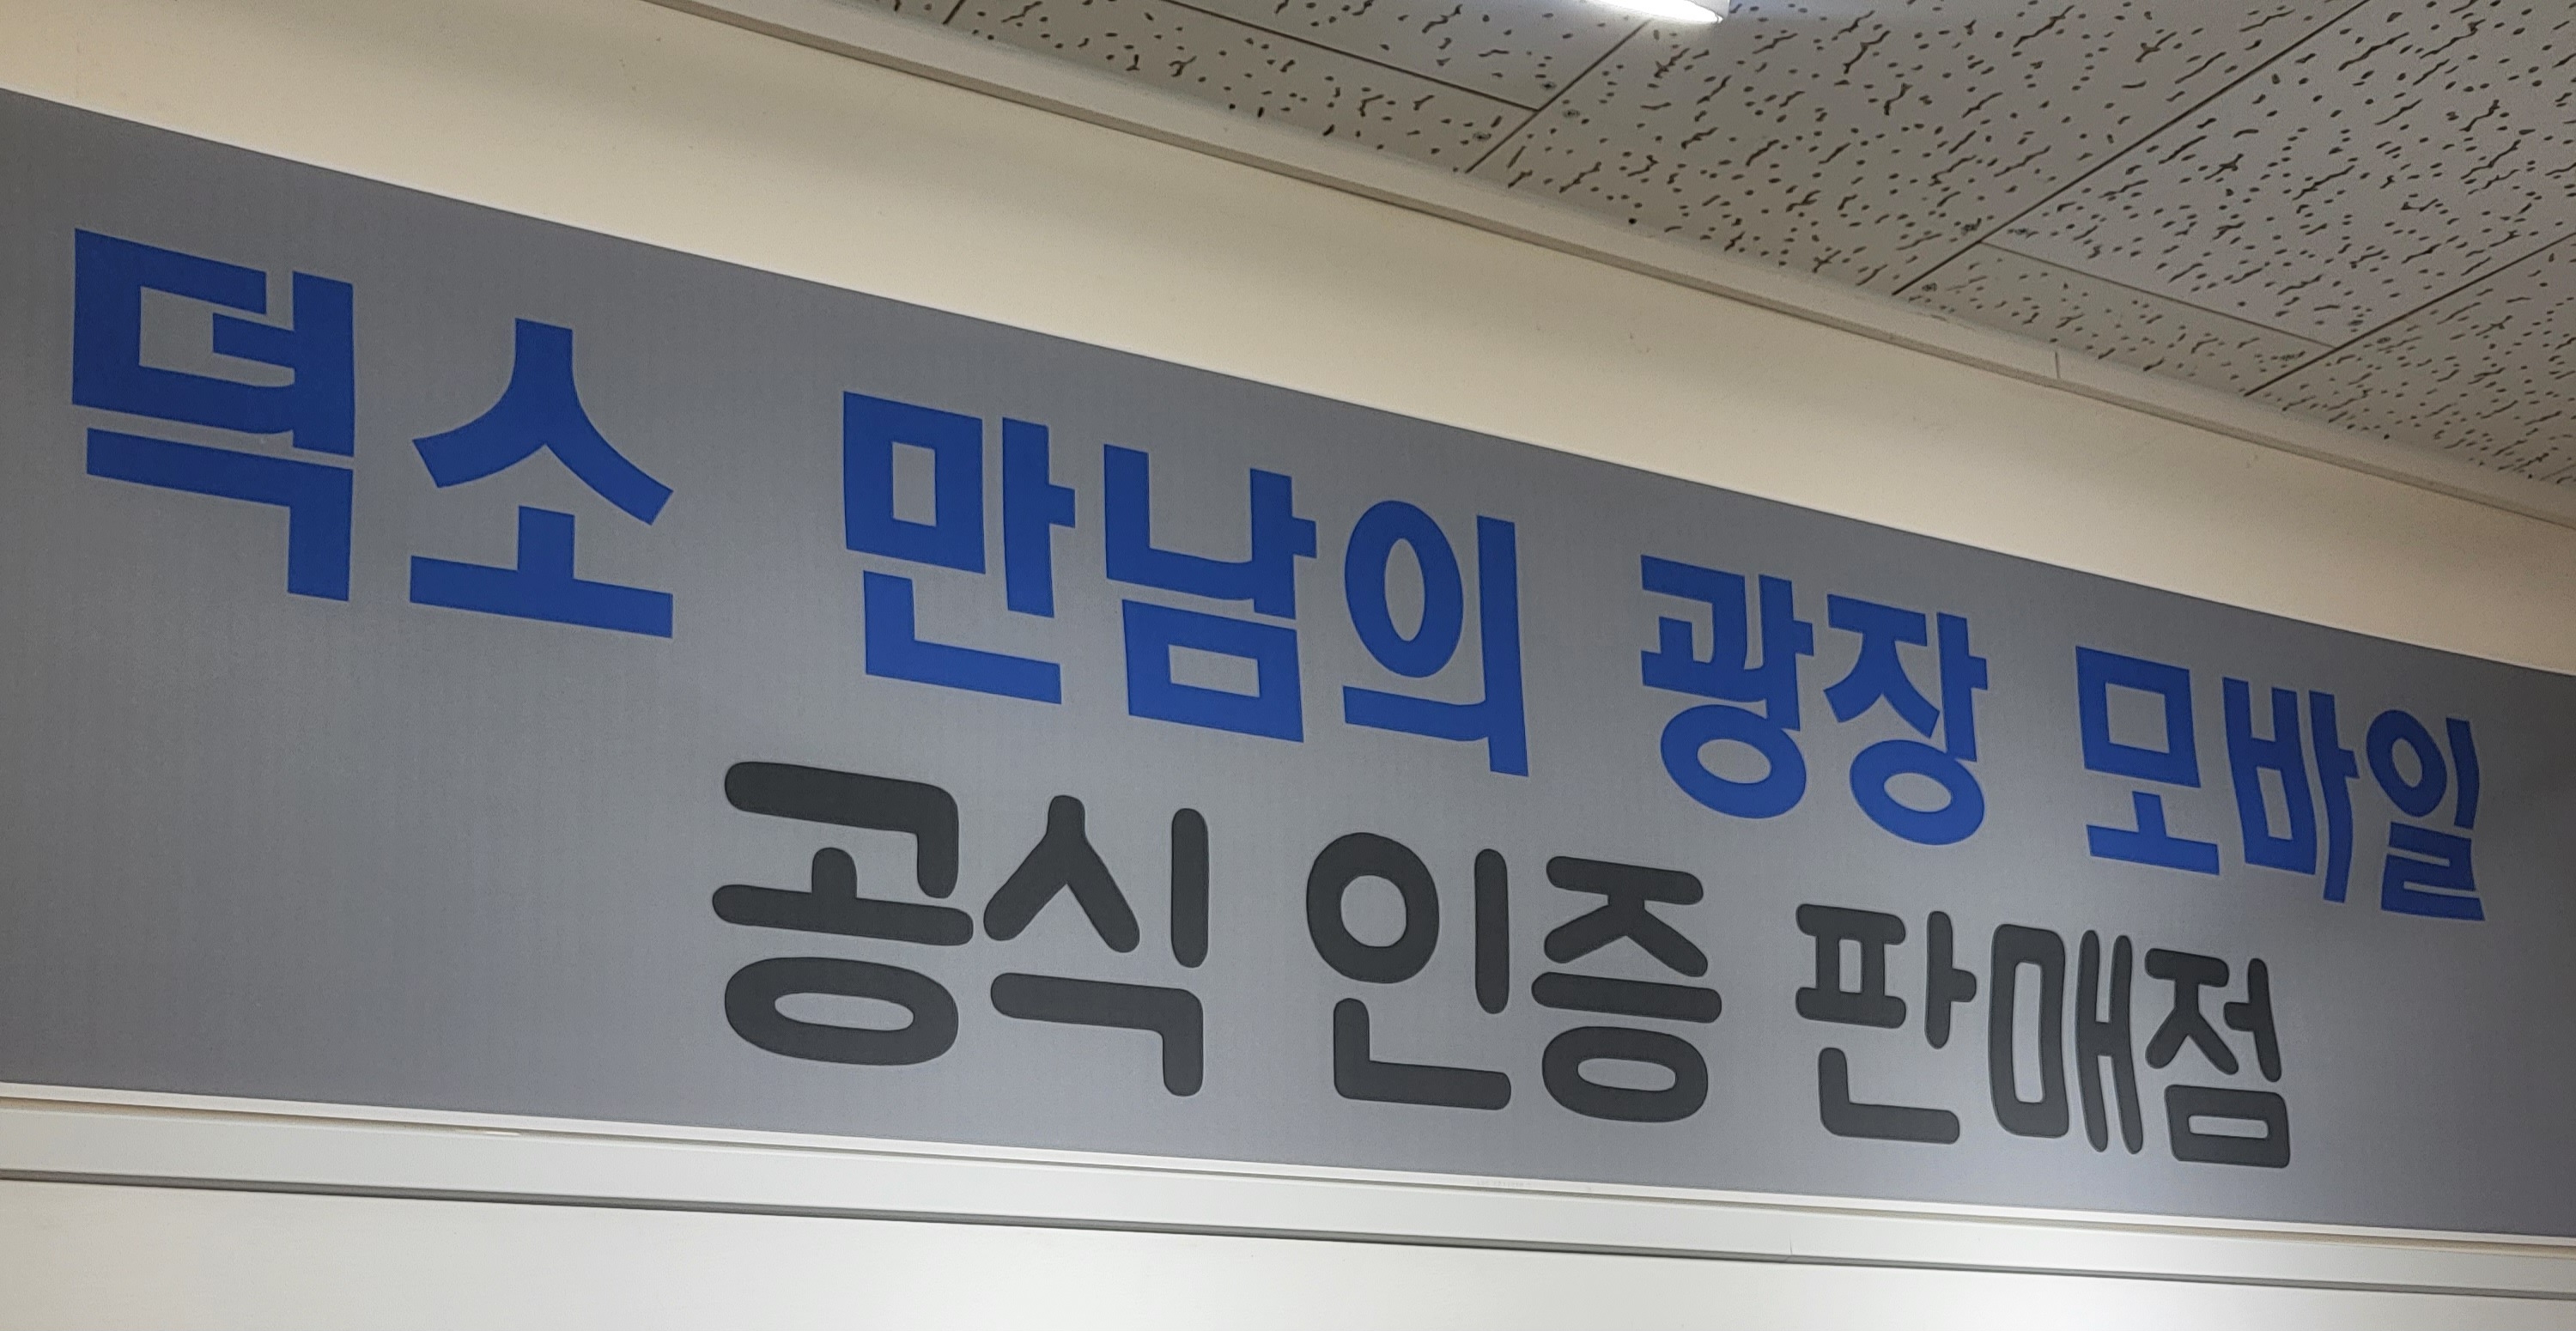 덕소 만남의 광장 모바일
공식 인증 판매점